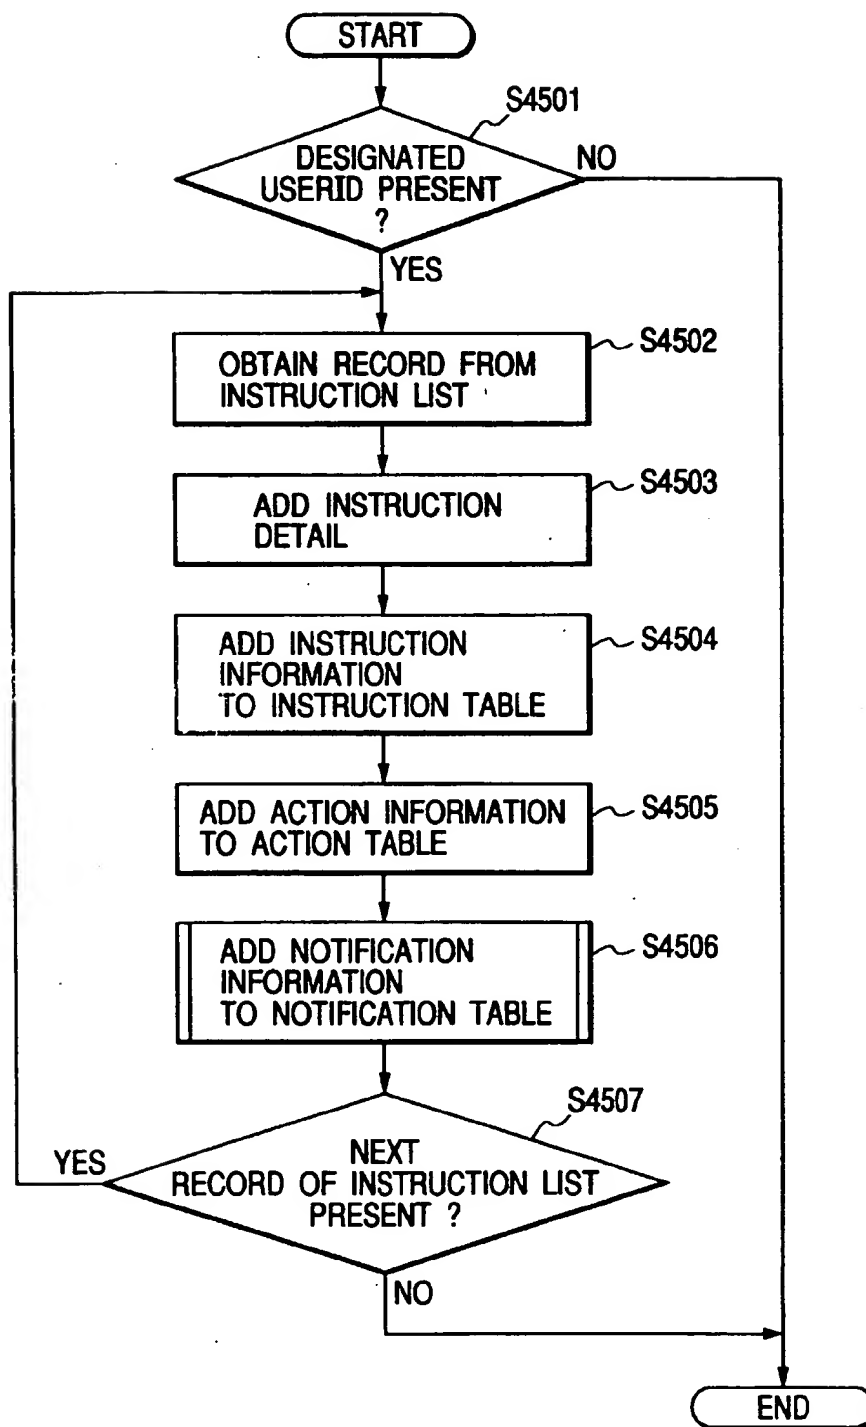 START
S4501
DESIGNATED
USERID PRESENT
?
NO
YES
S4502
OBTAIN RECORD FROM
INSTRUCTION LIST
S4503
ADD INSTRUCTION
DETAIL
S4504
ADD INSTRUCTION
INFORMATION
TO INSTRUCTION TABLE
S4505
ADD ACTION INFORMATION
TO ACTION TABLE
S4506
ADD NOTIFICATION
INFORMATION
TO NOTIFICATION TABLE
S4507
YES
NEXT
RECORD OF INSTRUCTION LIST
PRESENT ?
NO
END